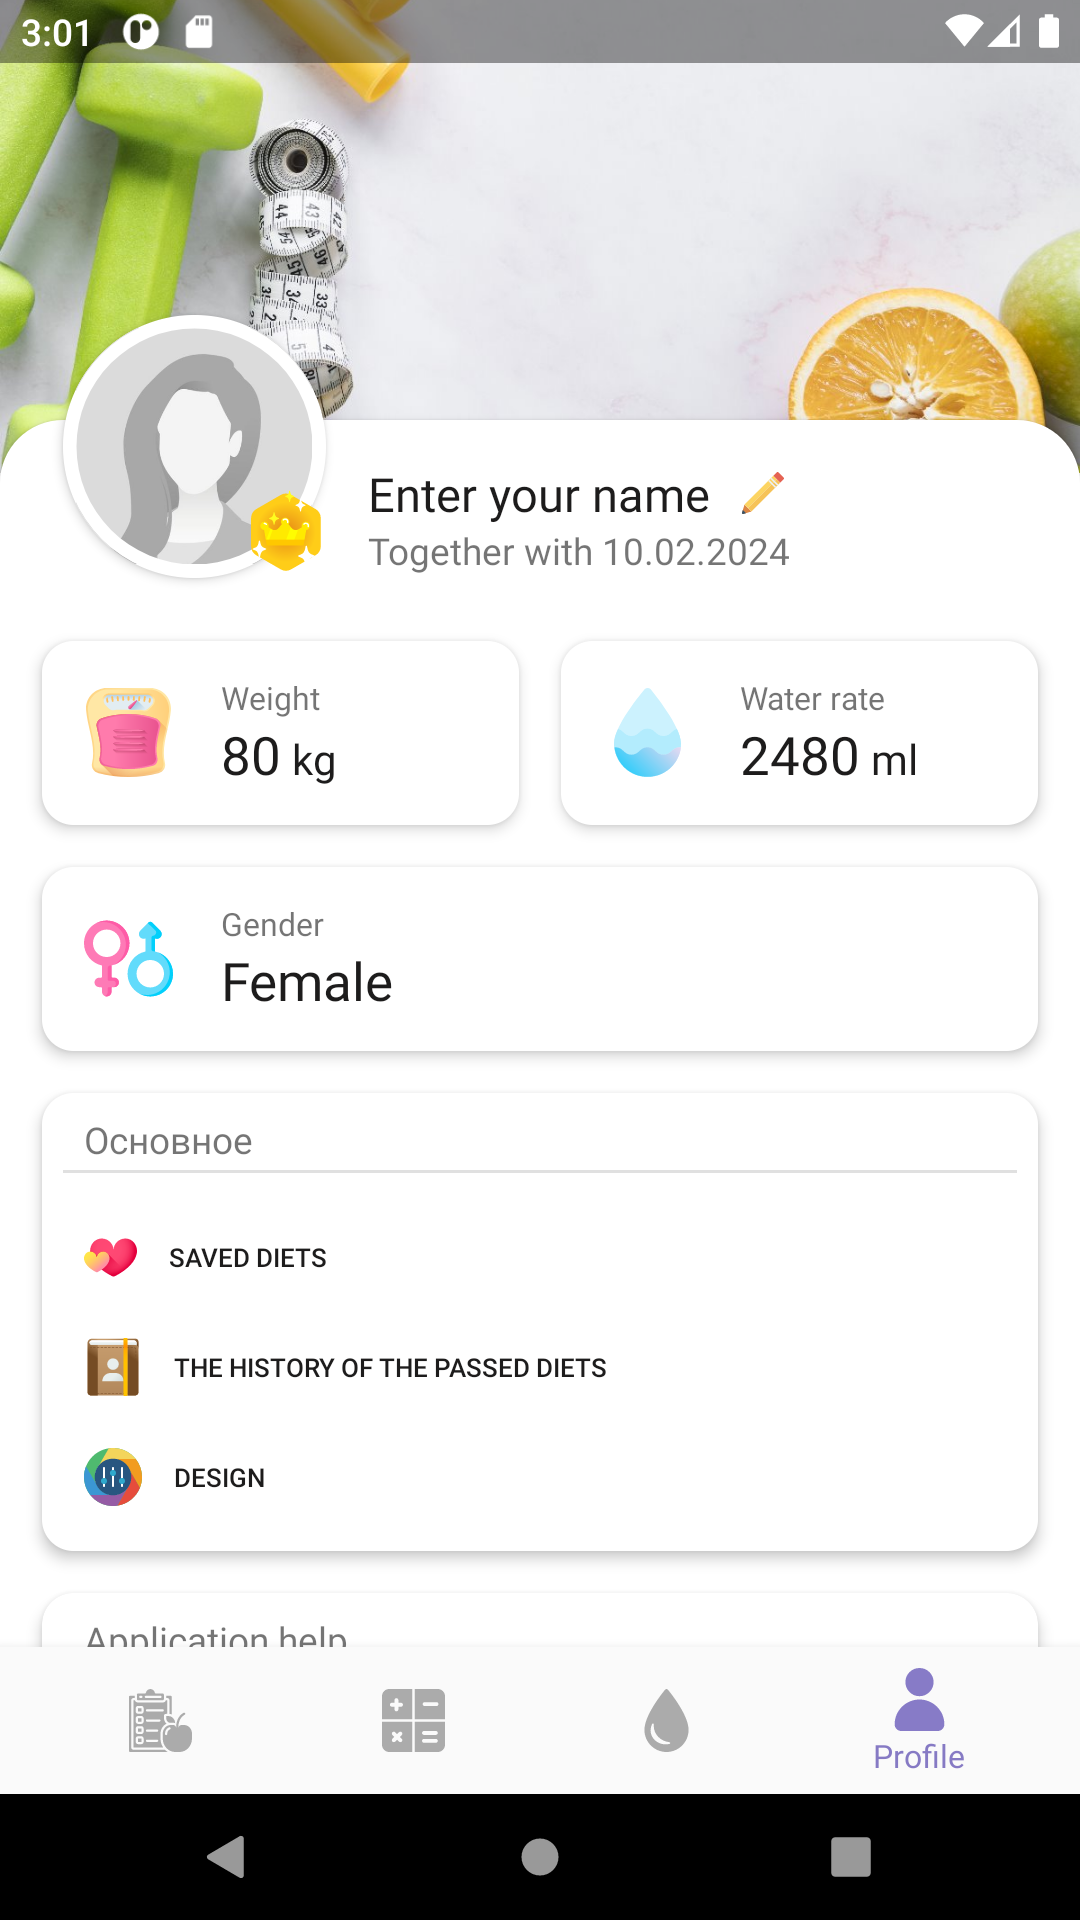 3:01
Enter your name
Together with 10.02.2024
Weight
80 kg
Water rate
2480 ml
Gender
Female
Основное
SAVED DIETS
THE HISTORY OF THE PASSED DIETS
DESIGN
Application help
Profile